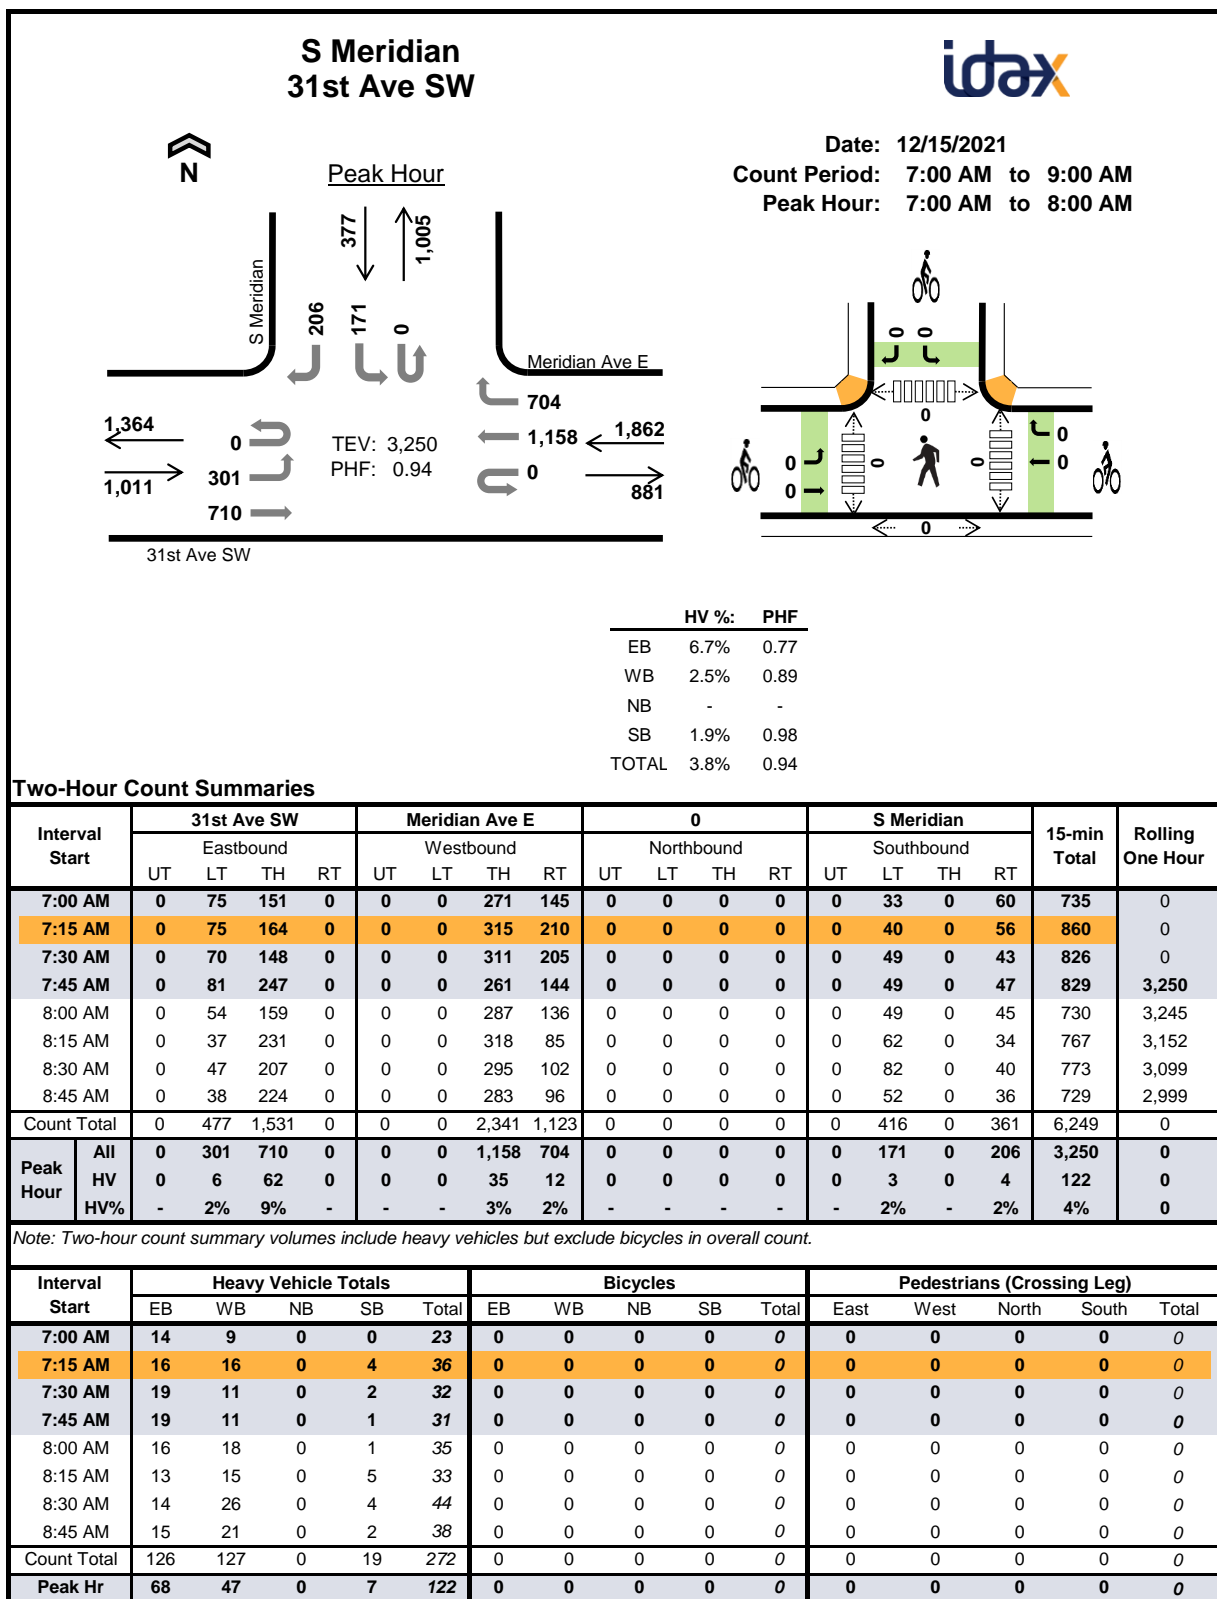 S Meridian
31st Ave SW
idax
N
Peak Hour
Date: 12/15/2021
Count Period: 7:00 AM to 9:00 AM
Peak Hour: 7:00 AM to 8:00 AM
377
1,005
S Meridian
206
171
0
Meridian Ave E
704
1,364
0
TEV: 3,250
1,158
1,862
1,011
301
PHF: 0.94
0
881
710
31st Ave SW
0 0
0
0
0
0
0
0
0
0
HV %: PHF
EB 6.7% 0.77
WB 2.5% 0.89
NB - -
SB 1.9% 0.98
TOTAL 3.8% 0.94
Two-Hour Count Summaries
Interval Start 31st Ave SW Meridian Ave E 0 S Meridian 15-min Total Rolling One Hour
Eastbound Westbound Northbound Southbound
UT LT TH RT UT LT TH RT UT LT TH RT UT LT TH RT
7:00 AM 0 75 151 0 0 0 271 145 0 0 0 0 0 33 0 60 735 0
7:15 AM 0 75 164 0 0 0 315 210 0 0 0 0 0 40 0 56 860 0
7:30 AM 0 70 148 0 0 0 311 205 0 0 0 0 0 49 0 43 826 0
7:45 AM 0 81 247 0 0 0 261 144 0 0 0 0 0 49 0 47 829 3,250
8:00 AM 0 54 159 0 0 0 287 136 0 0 0 0 0 49 0 45 730 3,245
8:15 AM 0 37 231 0 0 0 318 85 0 0 0 0 0 62 0 34 767 3,152
8:30 AM 0 47 207 0 0 0 295 102 0 0 0 0 0 82 0 40 773 3,099
8:45 AM 0 38 224 0 0 0 283 96 0 0 0 0 0 52 0 36 729 2,999
Count Total 0 477 1,531 0 0 0 2,341 1,123 0 0 0 0 0 416 0 361 6,249 0
Peak Hour All 0 301 710 0 0 0 1,158 704 0 0 0 0 0 171 0 206 3,250 0
HV 0 6 62 0 0 0 35 12 0 0 0 0 0 3 0 4 122 0
HV% - 2% 9% - - - 3% 2% - - - - - 2% - 2% 4% 0
Note: Two-hour count summary volumes include heavy vehicles but exclude bicycles in overall count.
Interval Start Heavy Vehicle Totals Bicycles Pedestrians (Crossing Leg)
EB WB NB SB Total EB WB NB SB Total East West North South Total
7:00 AM 14 9 0 0 23 0 0 0 0 0 0 0 0 0 0
7:15 AM 16 16 0 4 36 0 0 0 0 0 0 0 0 0 0
7:30 AM 19 11 0 2 32 0 0 0 0 0 0 0 0 0 0
7:45 AM 19 11 0 1 31 0 0 0 0 0 0 0 0 0 0
8:00 AM 16 18 0 1 35 0 0 0 0 0 0 0 0 0 0
8:15 AM 13 15 0 5 33 0 0 0 0 0 0 0 0 0 0
8:30 AM 14 26 0 4 44 0 0 0 0 0 0 0 0 0 0
8:45 AM 15 21 0 2 38 0 0 0 0 0 0 0 0 0 0
Count Total 126 127 0 19 272 0 0 0 0 0 0 0 0 0 0
Peak Hr 68 47 0 7 122 0 0 0 0 0 0 0 0 0 0